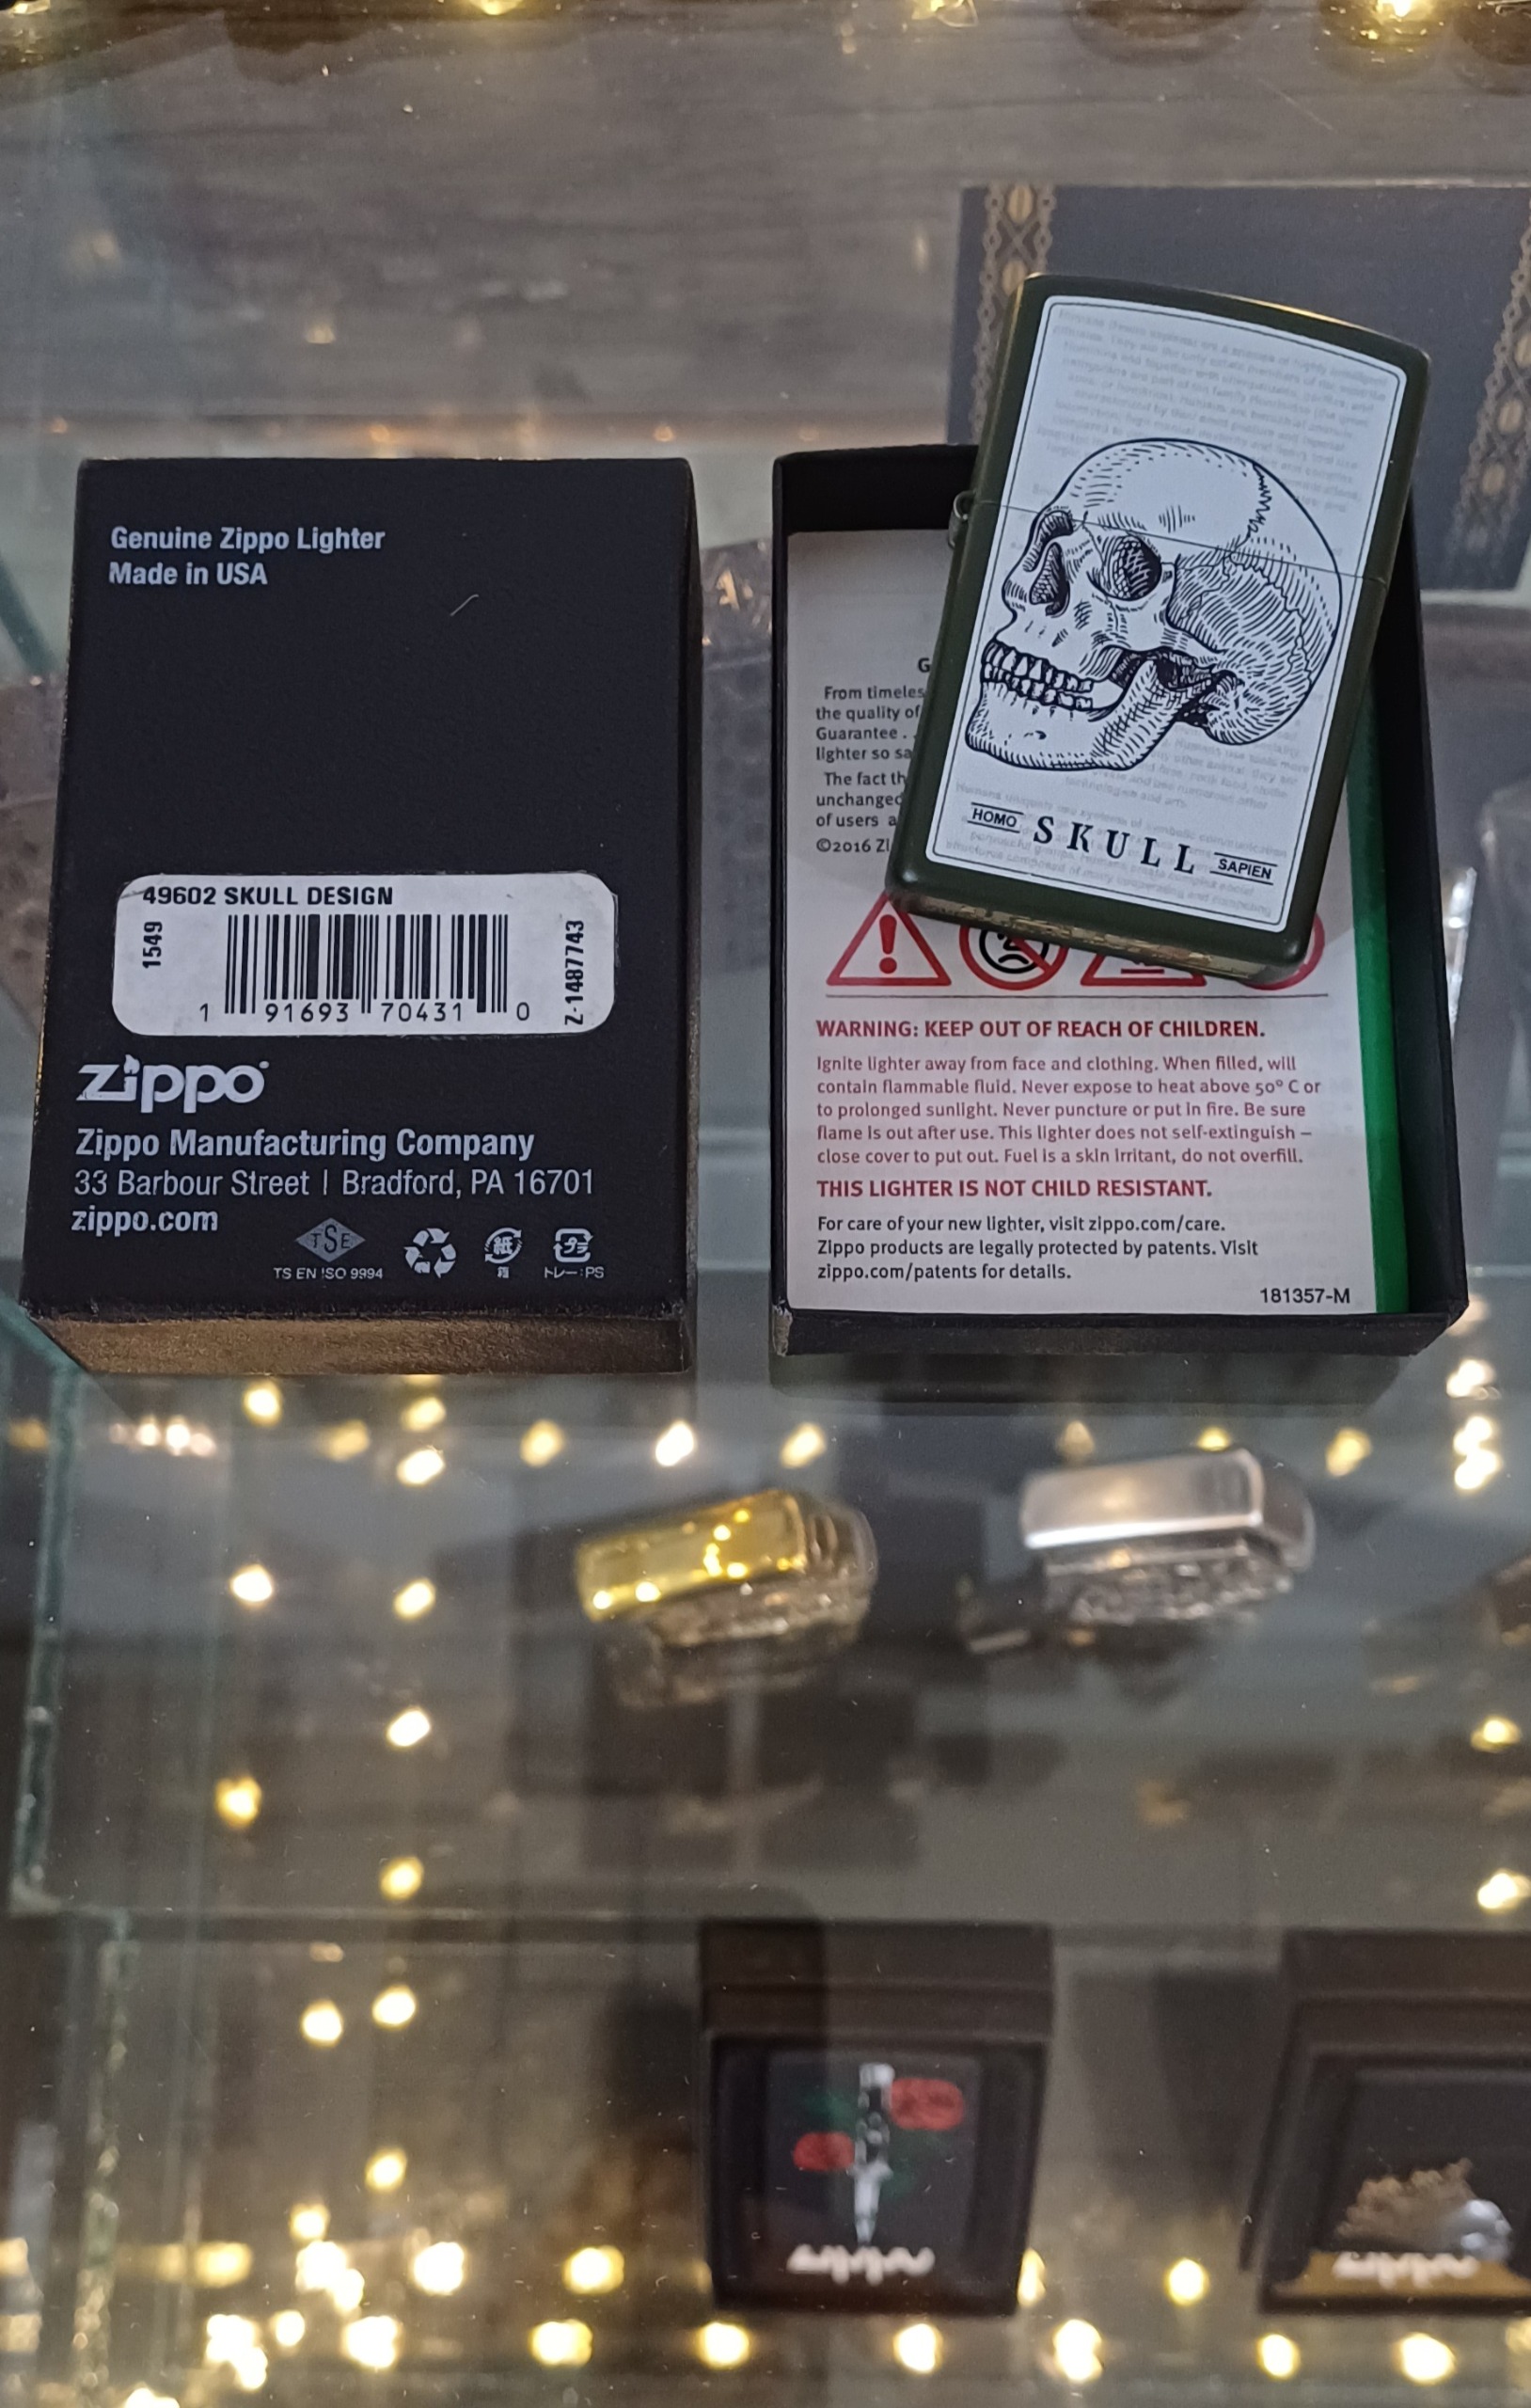 Genuine Zippo Lighter
Made in USA
49602 SKULL DESIGN
1549
1 91693 70431 0
Z-1487743
zippo
Zippo Manufacturing Company
33 Barbour Street | Bradford, PA 16701
zippo.com
TSE
TS EN ISO 9994
紙
箱
プラ
トレー:PS
HOMO SKULL SAPIEN
G
From timeles
the quality of
Guarantee . .
lighter so sa
The fact th
unchanged
of users a
©2016 Zi
WARNING: KEEP OUT OF REACH OF CHILDREN.
Ignite lighter away from face and clothing. When filled, will
contain flammable fluid. Never expose to heat above 50° C or
to prolonged sunlight. Never puncture or put in fire. Be sure
flame is out after use. This lighter does not self-extinguish –
close cover to put out. Fuel is a skin irritant, do not overfill.
THIS LIGHTER IS NOT CHILD RESISTANT.
For care of your new lighter, visit zippo.com/care.
Zippo products are legally protected by patents. Visit
zippo.com/patents for details.
181357-M
zippo
zippo